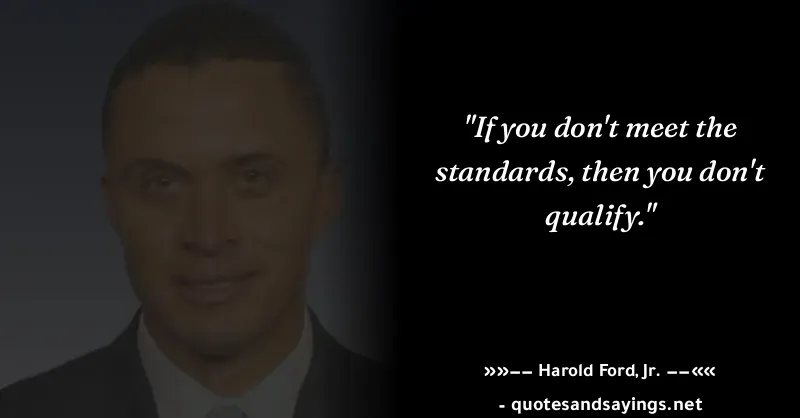 "If you don't meet the
standards, then you don't
qualify."
»»-- Harold Ford, Jr. --««
- quotesandsayings.net